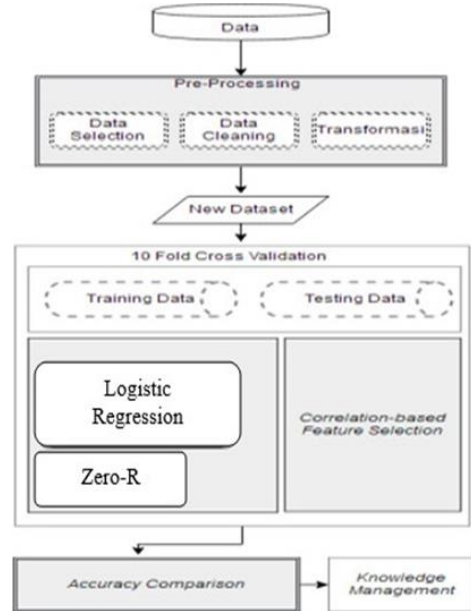 Data
Pre-Processing
Data
Selection
Data
Cleaning
Transformasi
New Dataset
10 Fold Cross Validation
Training Data
Testing Data
Logistic
Regression
Zero-R
Correlation-based
Feature Selection
Accuracy Comparison
Knowledge
Management